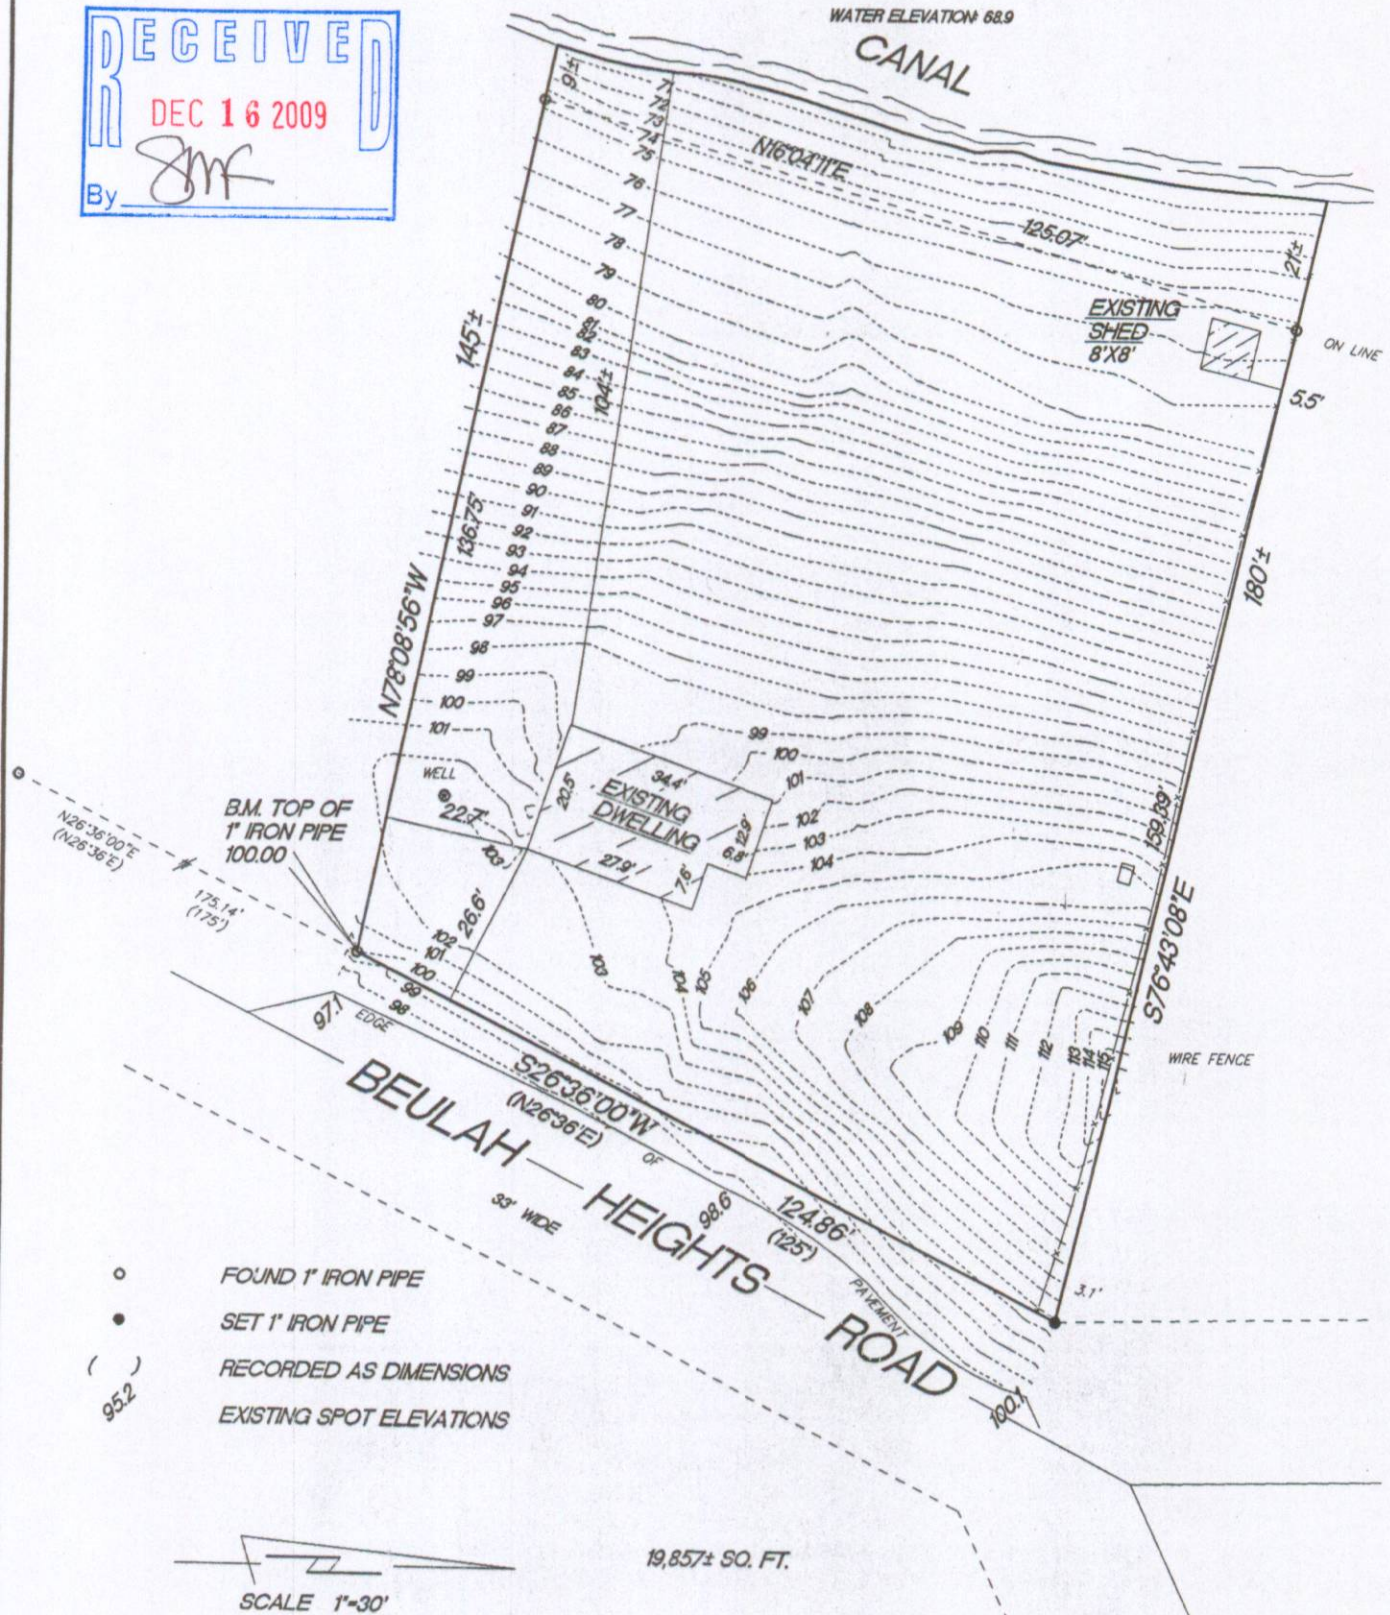 WATER ELEVATION: 68.9
CANAL
RECEIVED
DEC 16 2009
By
9'±
71
72
73
74
75
76
77
78
79
80
81
82
83
84
85
86
87
88
89
90
91
92
93
94
95
96
97
98
99
100
101
N16°04'11"E
125.07'
21'±
EXISTING
SHED
8'X8'
ON LINE
5.5'
145'±
104'±
136.75'
N78°08'56"W
180'±
159.39'
S76°43'08"E
WELL
22.7'
20.5'
34.4'
EXISTING
DWELLING
12.9'
6.8'
27.9'
7.6'
99
100
101
102
103
104
B.M. TOP OF
1" IRON PIPE
100.00
N26°36'00"E
(N26°36'E)
175.14'
(175')
103
26.6'
102
101
100
99
98
103
104
105
106
107
108
109
110
111
112
113
114
115
WIRE FENCE
97.1
EDGE
OF
PAVEMENT
S26°36'00"W
(N26°36'E)
BEULAH HEIGHTS ROAD
33' WIDE
98.6
124.86'
(125')
3.1'
100.1
FOUND 1" IRON PIPE
SET 1" IRON PIPE
( ) RECORDED AS DIMENSIONS
95.2 EXISTING SPOT ELEVATIONS
SCALE 1"=30'
19,857± SQ. FT.